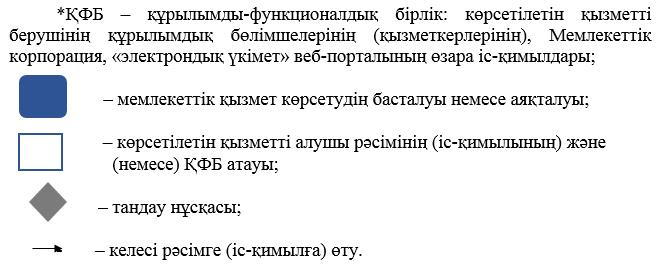 *ҚФБ – құрылымды-функционалдық бірлік: көрсетілетін қызметті
берушінің құрылымдық бөлімшелерінің (қызметкерлерінің), Мемлекеттік
корпорация, «электрондық үкімет» веб-порталының өзара іс-қимылдары;
– мемлекеттік қызмет көрсетудің басталуы немесе аяқталуы;
– көрсетілетін қызметті алушы рәсімінің (іс-қимылының) және
(немесе) ҚФБ атауы;
– тандау нұсқасы;
– келесі рәсімге (іс-қимылға) өту.